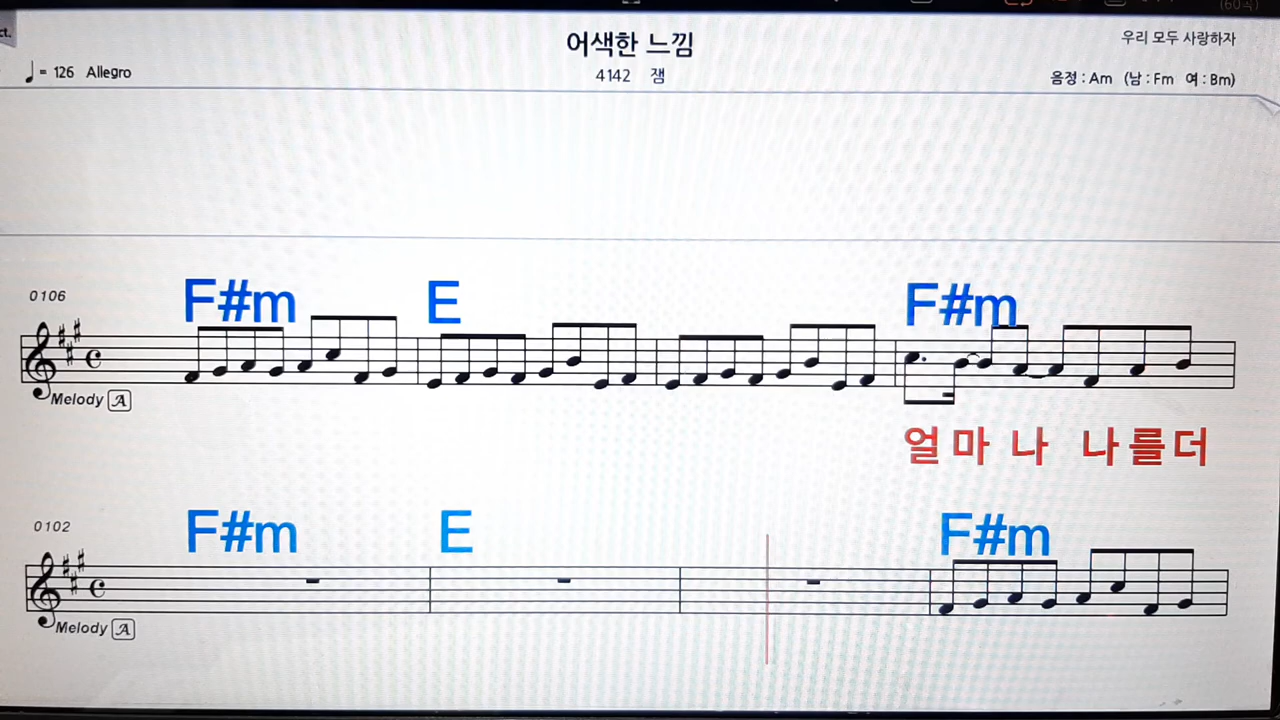 ct.
어색한 느낌
우리 모두 사랑하자
♩ = 126 Allegro
4142 잼
음정 : Am (남 : Fm 여 : Bm)
0106
F#m E F#m
Melody A
얼 마 나 나 를 더
0102
F#m E F#m
Melody A